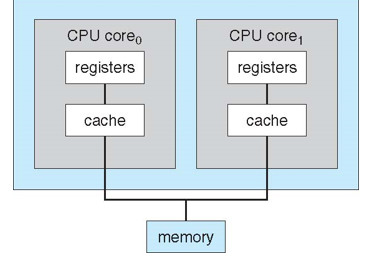 CPU core₀
registers
cache
CPU core₁
registers
cache
memory